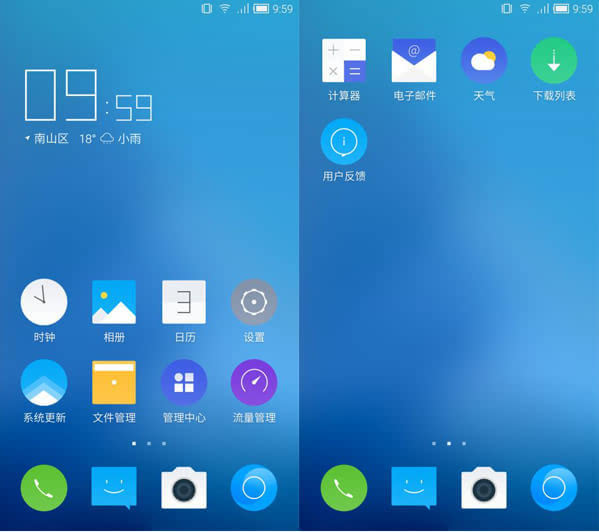 9:59
09:59
南山区 18° 小雨
3
时钟 相册 日历 设置
系统更新 文件管理 管理中心 流量管理
9:59
@
计算器 电子邮件 天气 下载列表
i
用户反馈